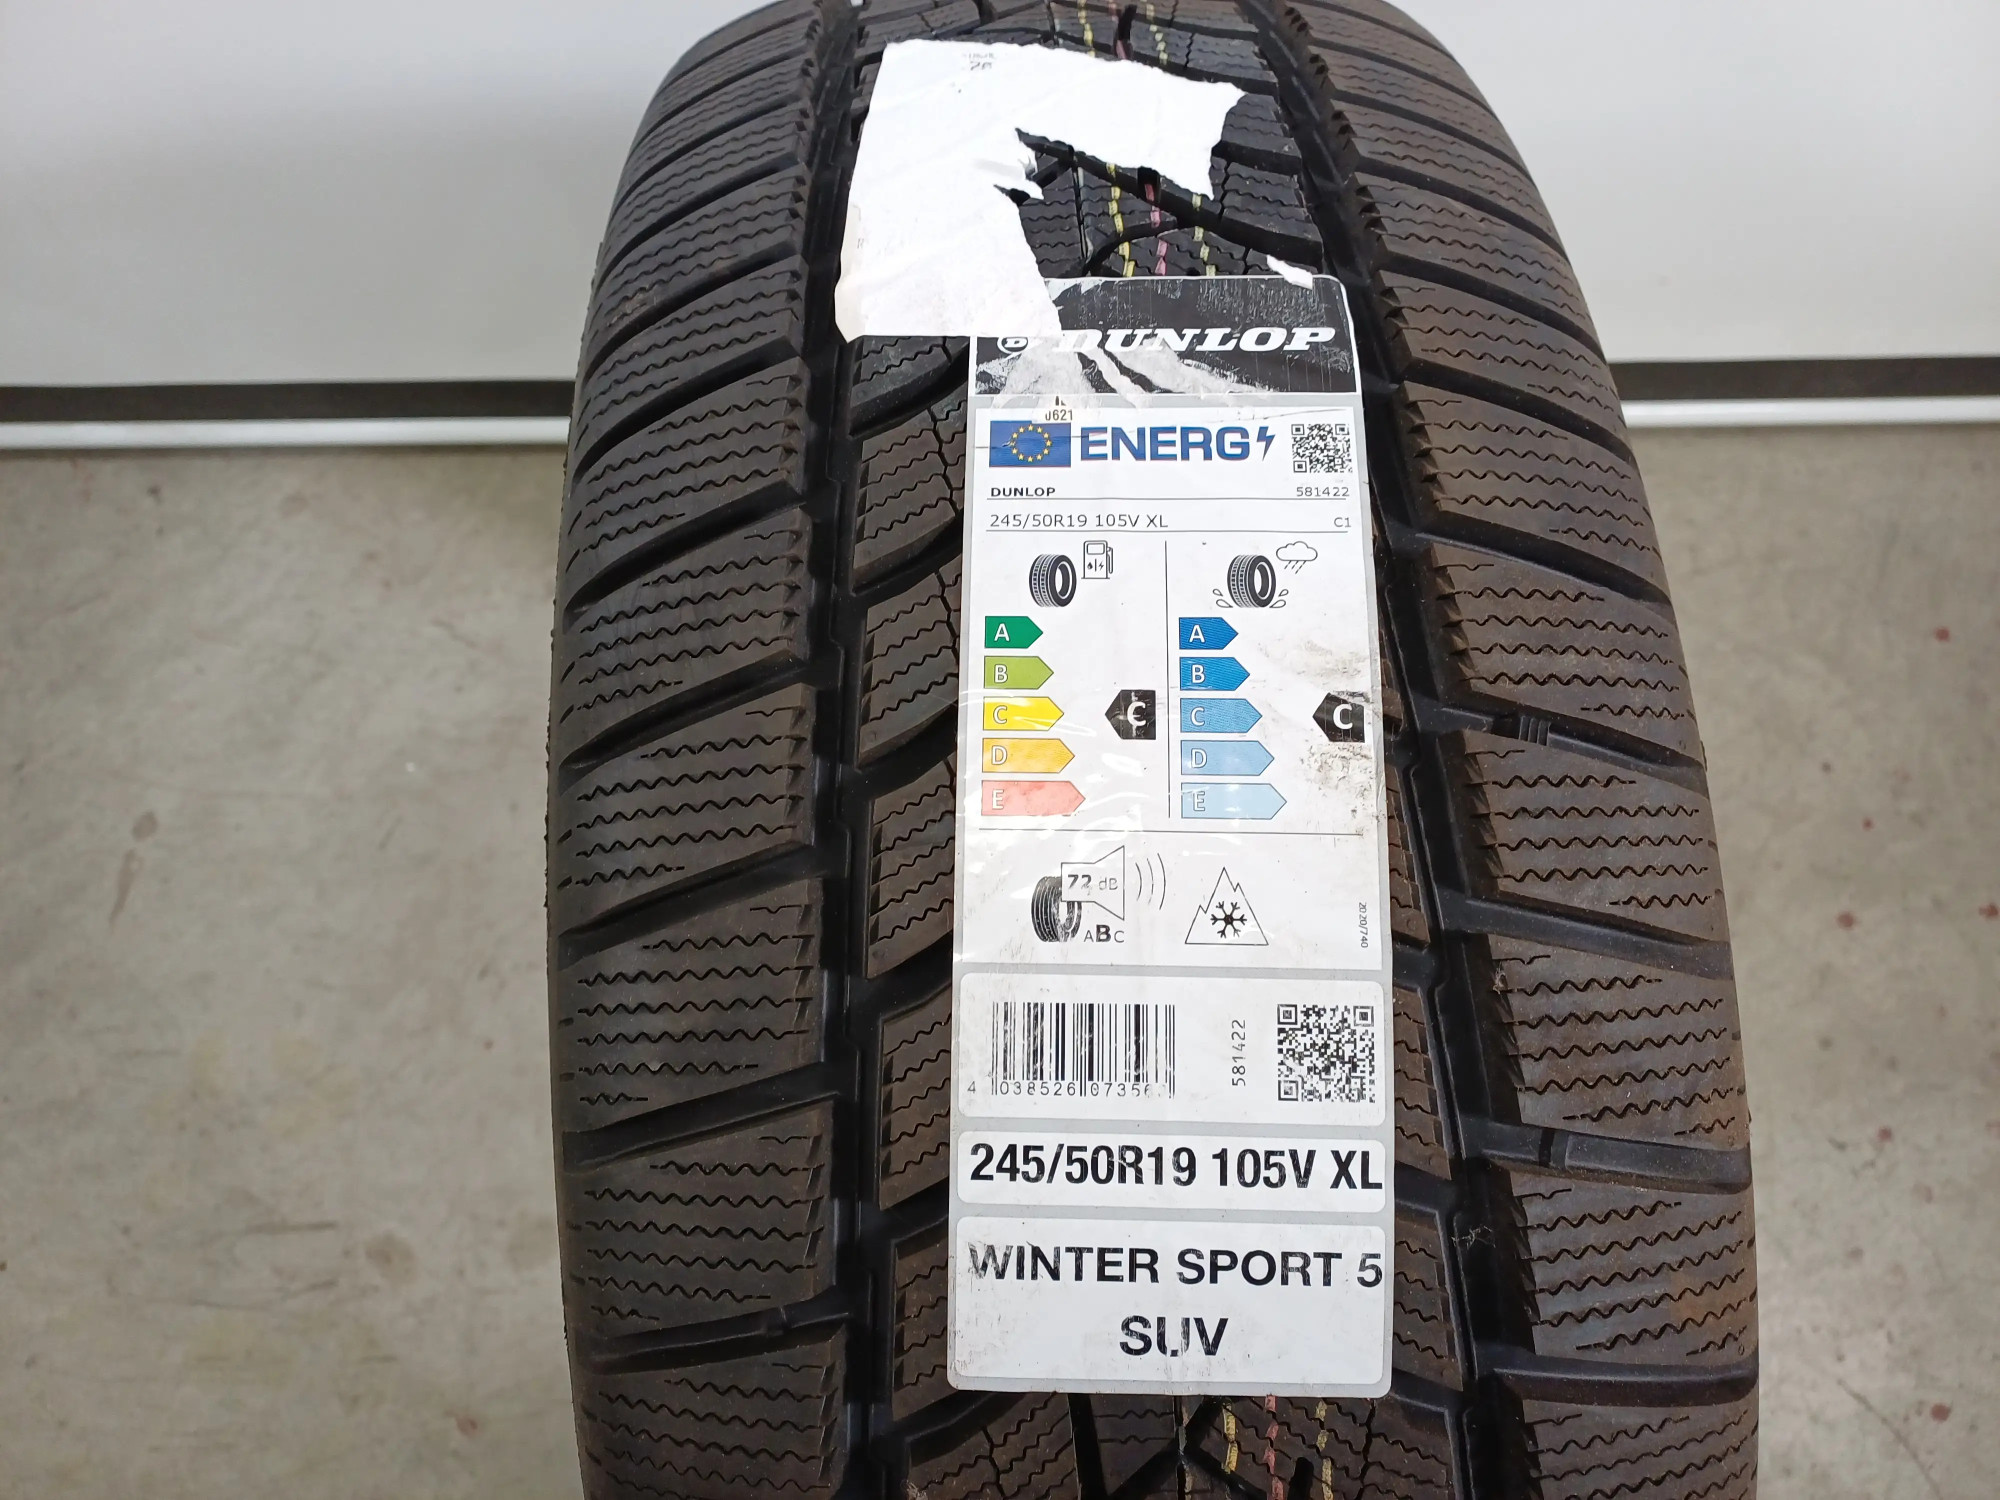 DUNLOP
J621
ENERG
DUNLOP 581422
245/50R19 105V XL C1
A A
B B
C C C C
D D
E E
72 dB
ABC
2020/740
581422
4 038526 07356
245/50R19 105V XL
WINTER SPORT 5
SUV